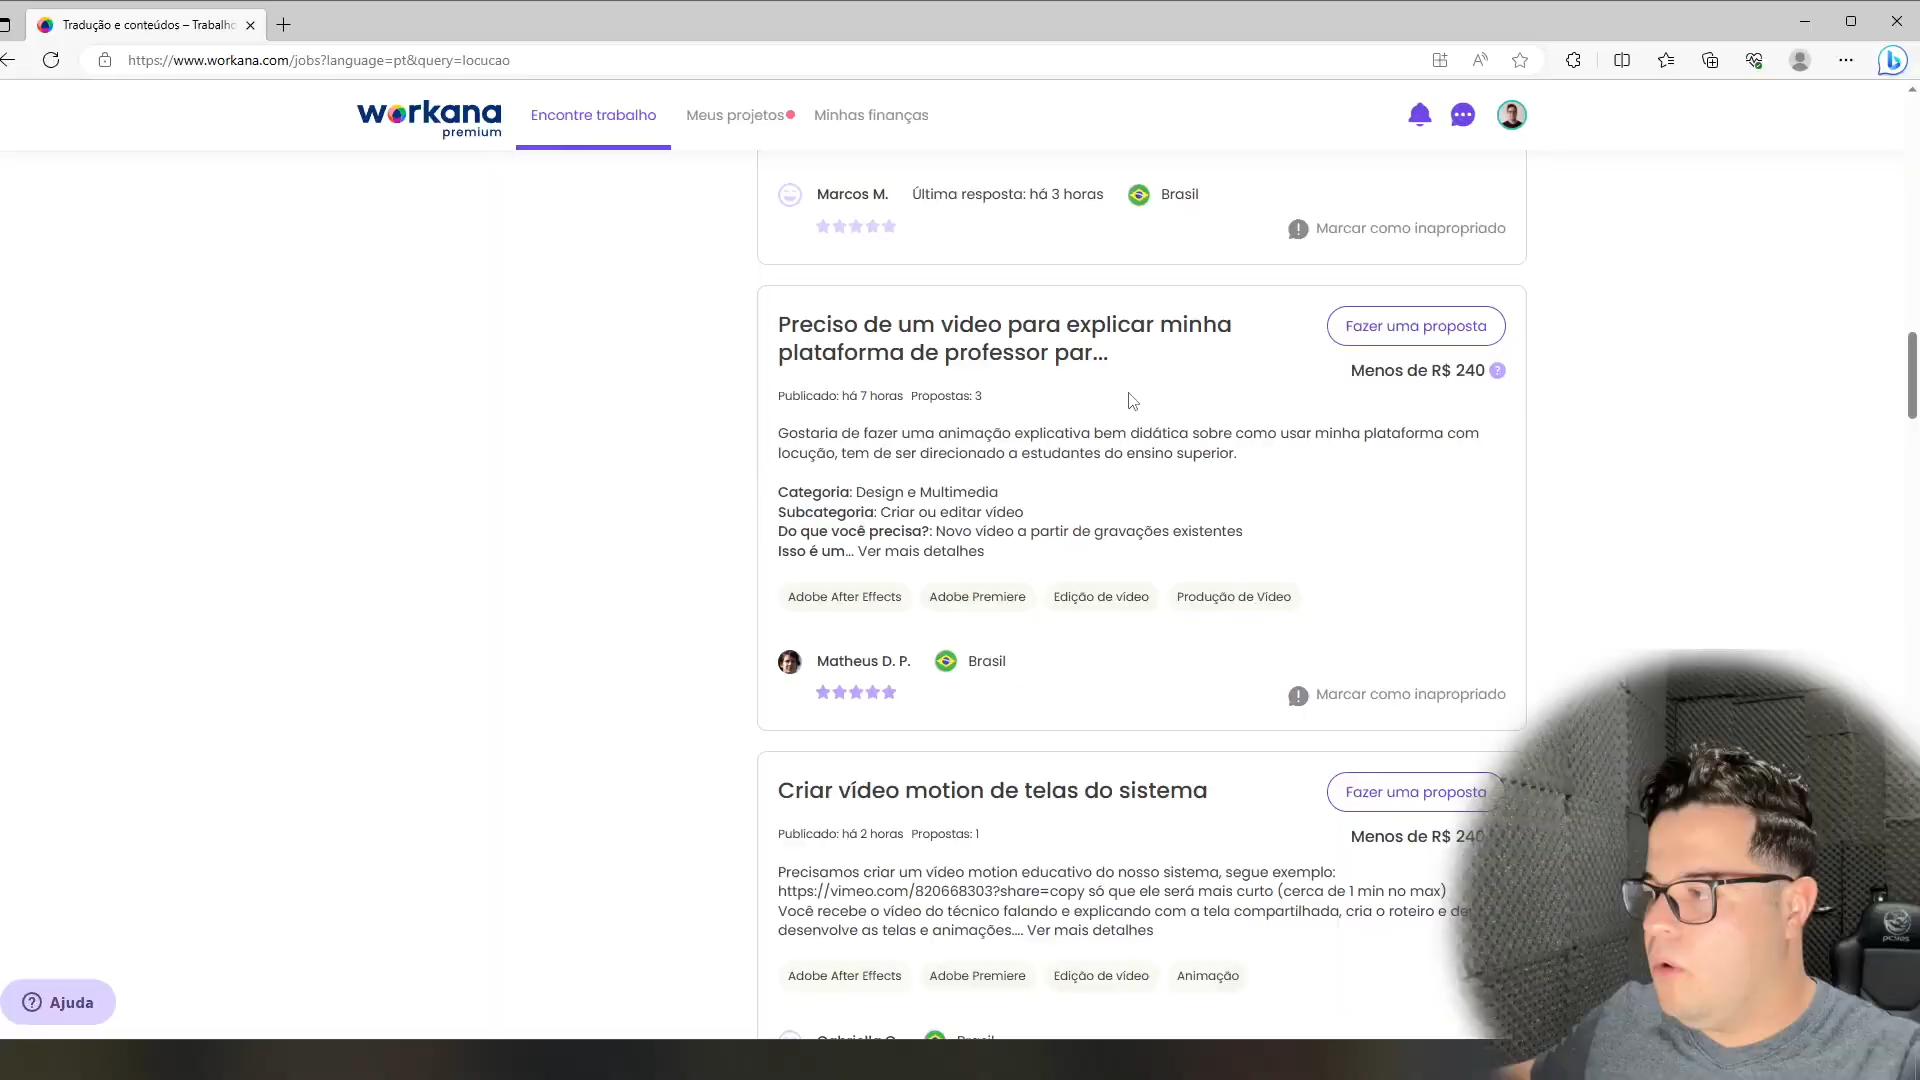 Tradução e conteúdos – Trabalho
https://www.workana.com/jobs?language=pt&query=locucao
workana
premium
Encontre trabalho
Meus projetos
Minhas finanças
Marcos M.
Última resposta: há 3 horas
Brasil
Marcar como inapropriado
Preciso de um video para explicar minha
plataforma de professor par...
Fazer uma proposta
Menos de R$ 240
Publicado: há 7 horas Propostas: 3
Gostaria de fazer uma animação explicativa bem didática sobre como usar minha plataforma com
locução, tem de ser direcionado a estudantes do ensino superior.
Categoria: Design e Multimedia
Subcategoria: Criar ou editar vídeo
Do que você precisa?: Novo vídeo a partir de gravações existentes
Isso é um... Ver mais detalhes
Adobe After Effects
Adobe Premiere
Edição de vídeo
Produção de Vídeo
Matheus D. P.
Brasil
Marcar como inapropriado
Criar vídeo motion de telas do sistema
Fazer uma proposta
Menos de R$ 240
Publicado: há 2 horas Propostas: 1
Precisamos criar um vídeo motion educativo do nosso sistema, segue exemplo:
https://vimeo.com/820668303?share=copy só que ele será mais curto (cerca de 1 min no max)
Você recebe o vídeo do técnico falando e explicando com a tela compartilhada, cria o roteiro e
desenvolve as telas e animações.... Ver mais detalhes
Adobe After Effects
Adobe Premiere
Edição de vídeo
Animação
Ajuda